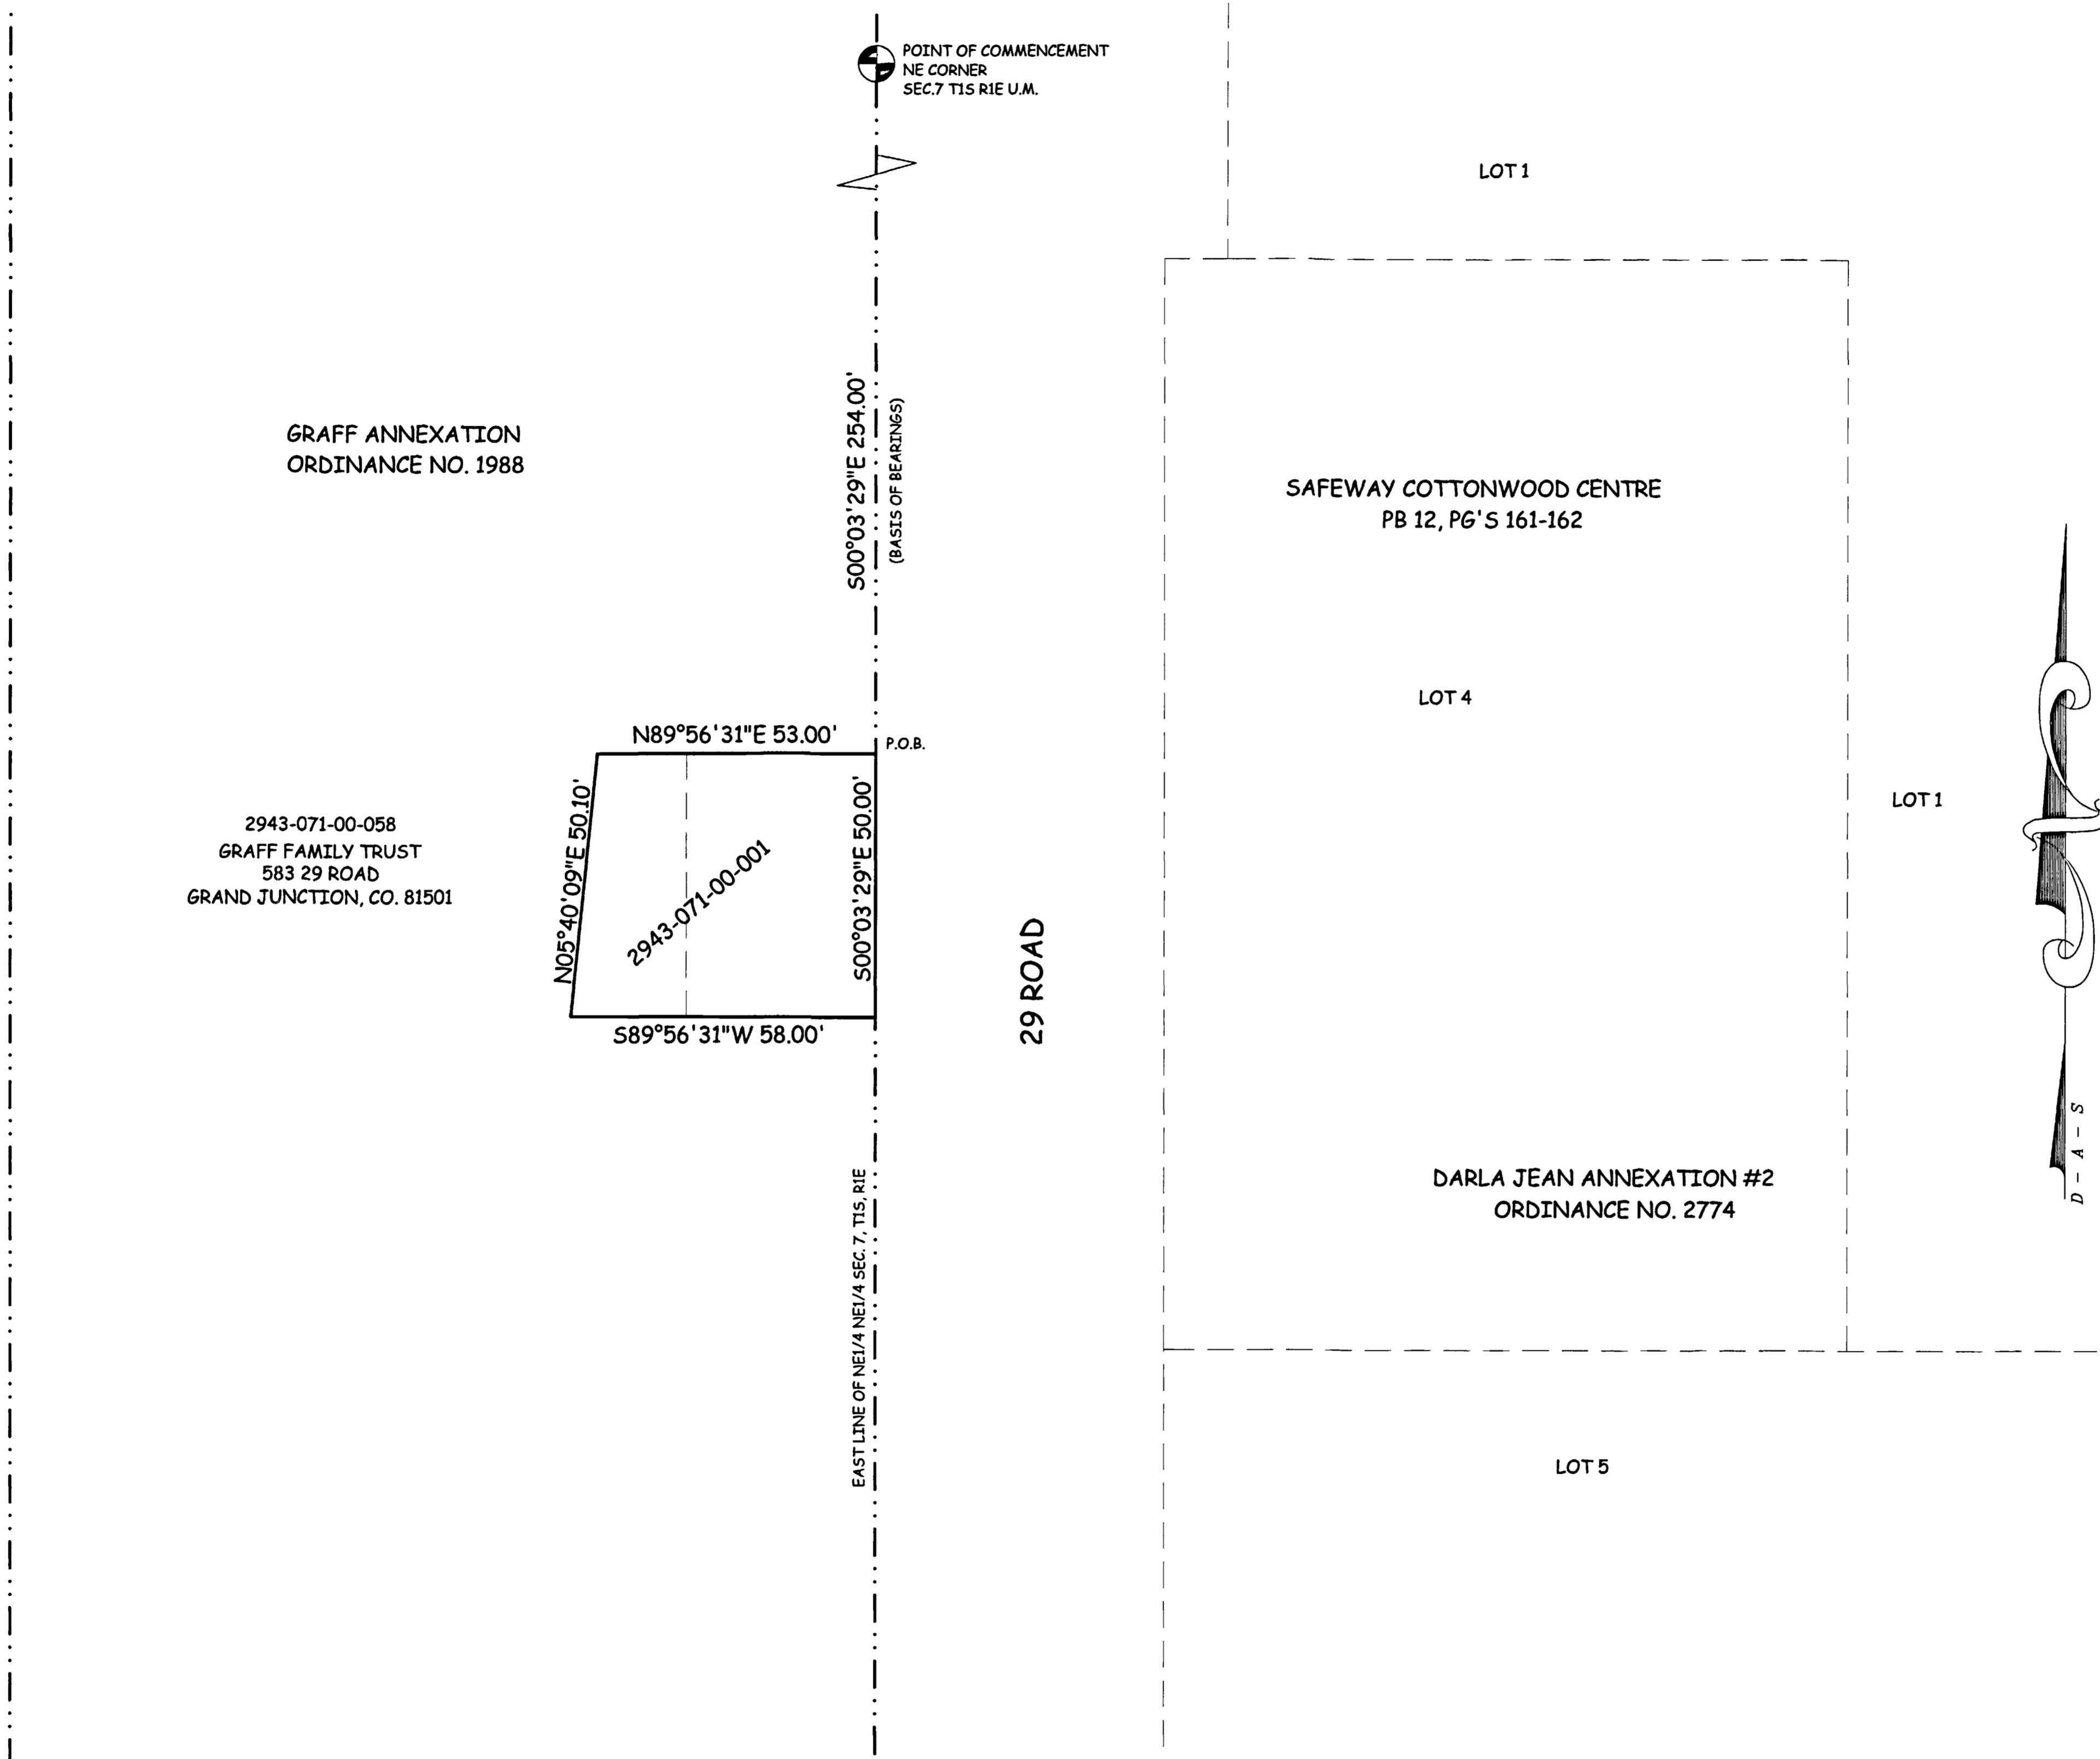 POINT OF COMMENCEMENT
NE CORNER
SEC.7 T1S R1E U.M.
LOT 1
GRAFF ANNEXATION
ORDINANCE NO. 1988
S00°03'29"E 254.00'
(BASIS OF BEARINGS)
SAFEWAY COTTONWOOD CENTRE
PB 12, PG'S 161-162
LOT 4
N89°56'31"E 53.00'
P.O.B.
2943-071-00-058
GRAFF FAMILY TRUST
583 29 ROAD
GRAND JUNCTION, CO. 81501
N05°40'09"E 50.10'
2943-071-00-001
S00°03'29"E 50.00'
LOT 1
29 ROAD
S89°56'31"W 58.00'
EAST LINE OF NE1/4 NE1/4 SEC. 7, T1S, R1E
DARLA JEAN ANNEXATION #2
ORDINANCE NO. 2774
D - A - S
LOT 5